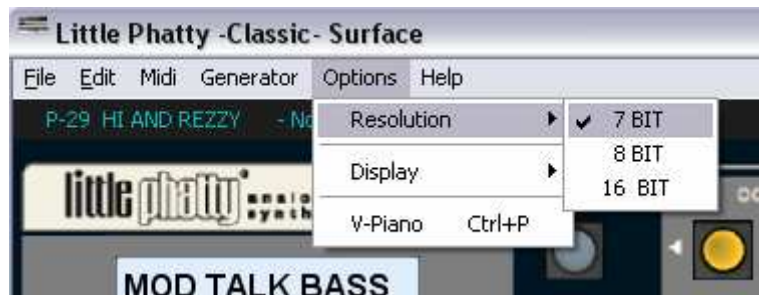 Little Phatty -Classic- Surface
File Edit Midi Generator Options Help
P-29 HI AND REZZY - No
Resolution
7 BIT
8 BIT
16 BIT
Display
V-Piano Ctrl+P
little phatty
MOD TALK BASS